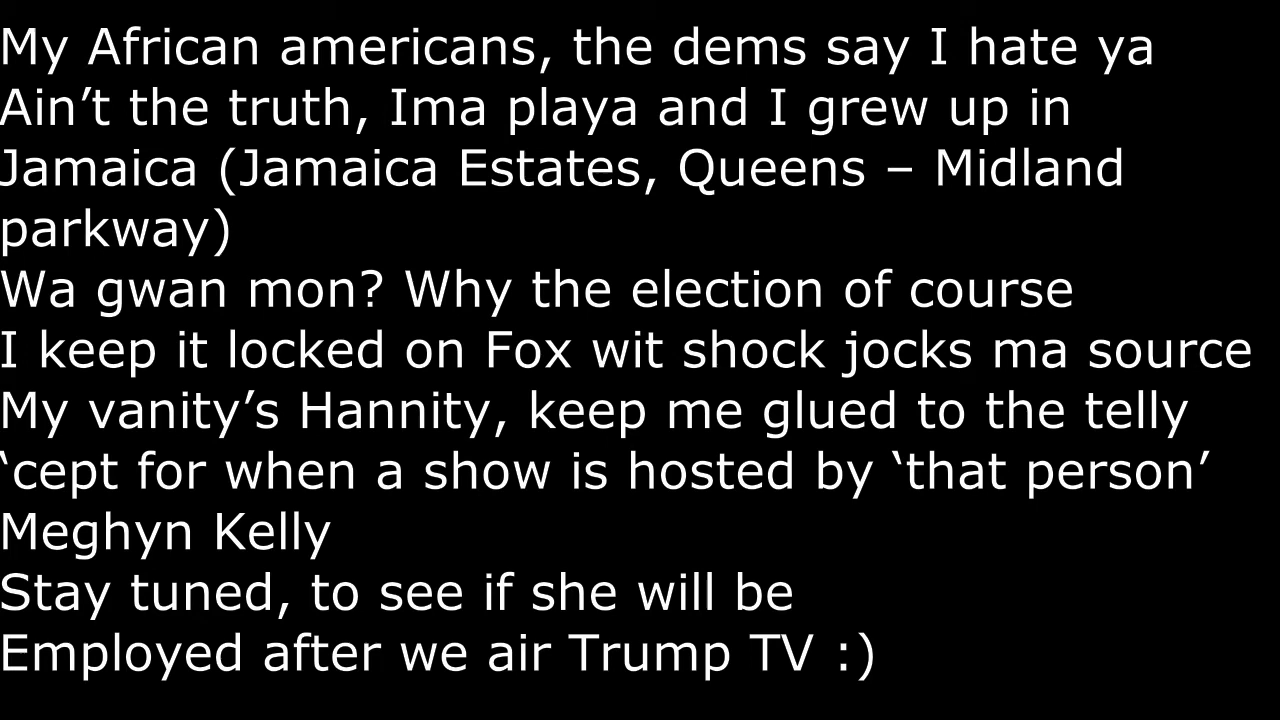 My African americans, the dems say I hate ya
Ain’t the truth, Ima playa and I grew up in
Jamaica (Jamaica Estates, Queens – Midland
parkway)
Wa gwan mon? Why the election of course
I keep it locked on Fox wit shock jocks ma source
My vanity’s Hannity, keep me glued to the telly
‘cept for when a show is hosted by ‘that person’
Meghyn Kelly
Stay tuned, to see if she will be
Employed after we air Trump TV :)